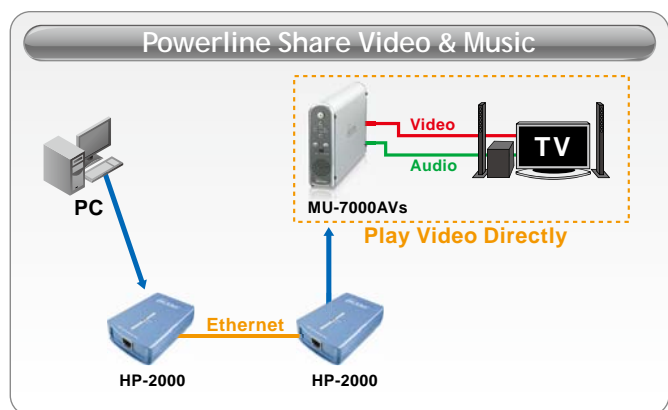 Powerline Share Video & Music
Video
Audio
TV
PC
MU-7000AVs
Play Video Directly
Ethernet
HP-2000
HP-2000